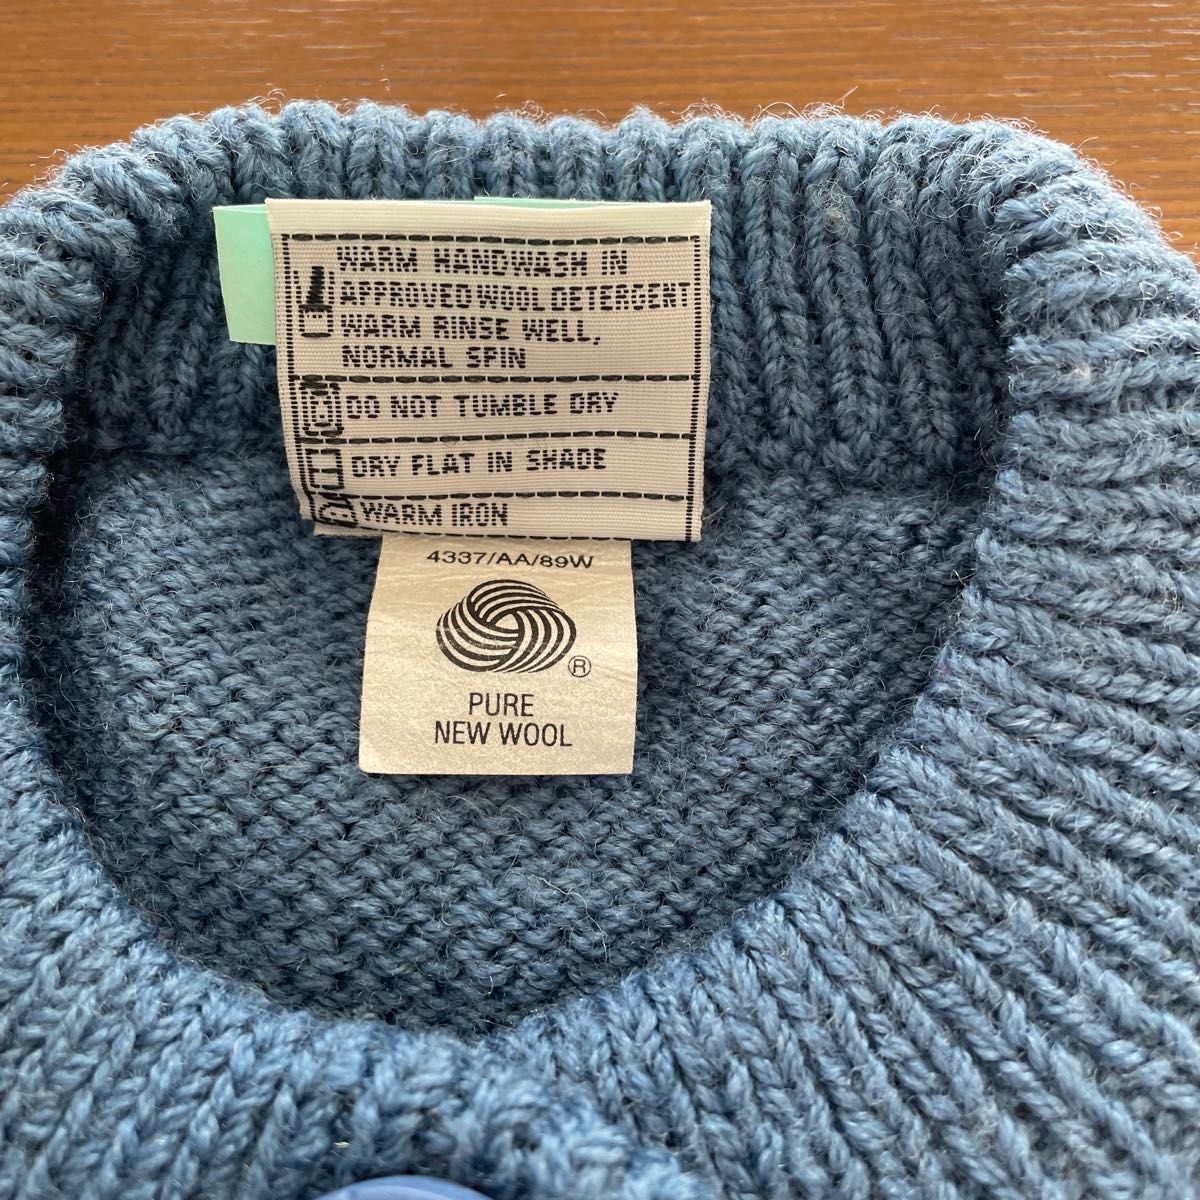 WARM HANDWASH IN
APPROVED WOOL DETERGENT
WARM RINSE WELL,
NORMAL SPIN
DO NOT TUMBLE DRY
DRY FLAT IN SHADE
WARM IRON
4337/AA/89W
®
PURE
NEW WOOL